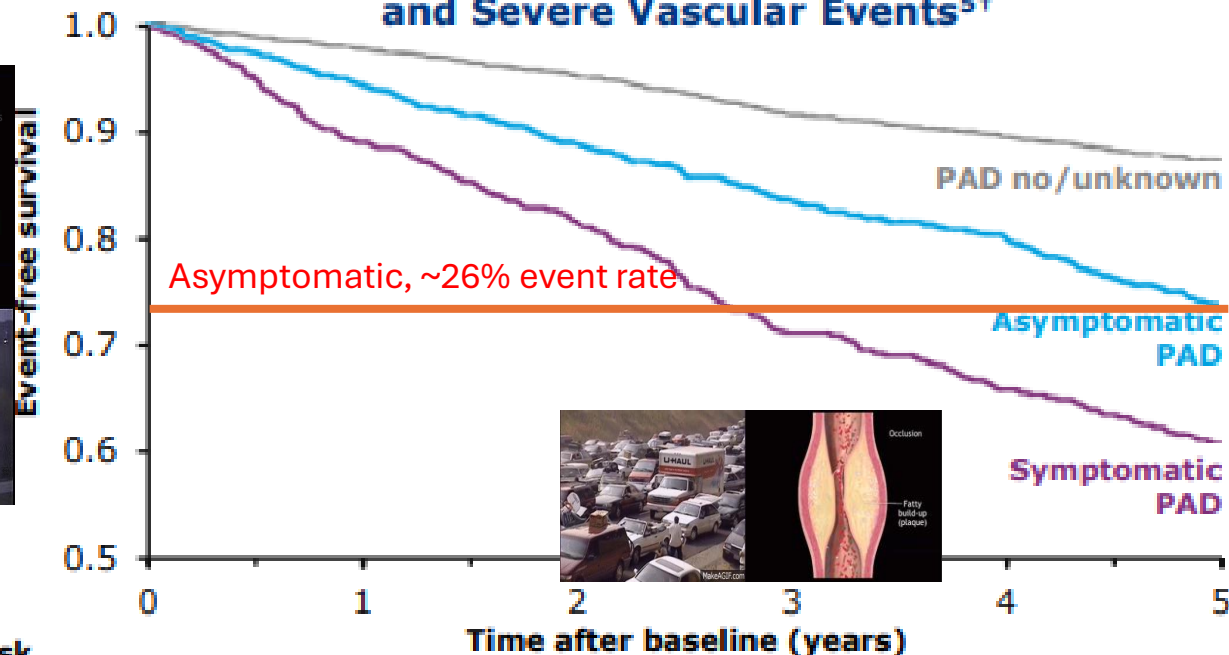 and Severe Vascular Events⁵†
1.0
0.9
0.8
0.7
0.6
0.5
Event-free survival
PAD no/unknown
Asymptomatic, ~26% event rate
Asymptomatic
PAD
Symptomatic
PAD
U-HAUL
MakeAGIF.com
Occlusion
Fatty
build-up
(plaque)
0 1 2 3 4 5
Time after baseline (years)